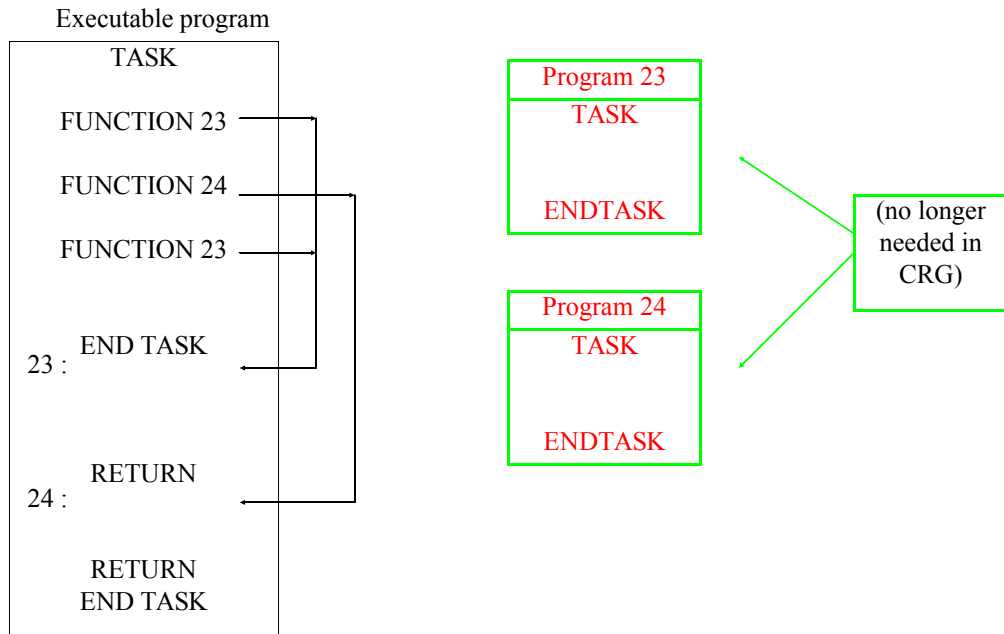 Executable program
TASK
FUNCTION 23
FUNCTION 24
FUNCTION 23
END TASK
23 :
RETURN
24 :
RETURN
END TASK
Program 23
TASK
ENDTASK
Program 24
TASK
ENDTASK
(no longer
needed in
CRG)